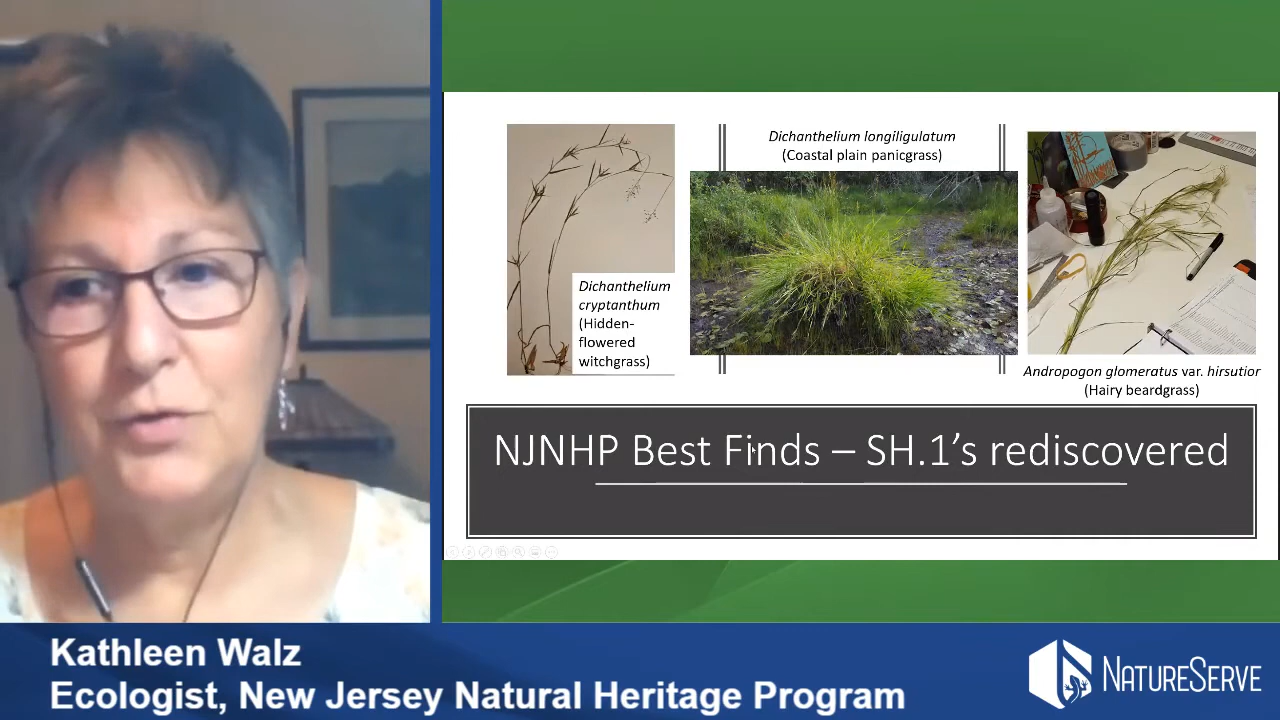 Dichanthelium longiligulatum
(Coastal plain panicgrass)
Dichanthelium
cryptanthum
(Hidden-
flowered
witchgrass)
Andropogon glomeratus var. hirsutior
(Hairy beardgrass)
NJNHP Best Finds – SH.1’s rediscovered
Kathleen Walz
Ecologist, New Jersey Natural Heritage Program
NATURESERVE